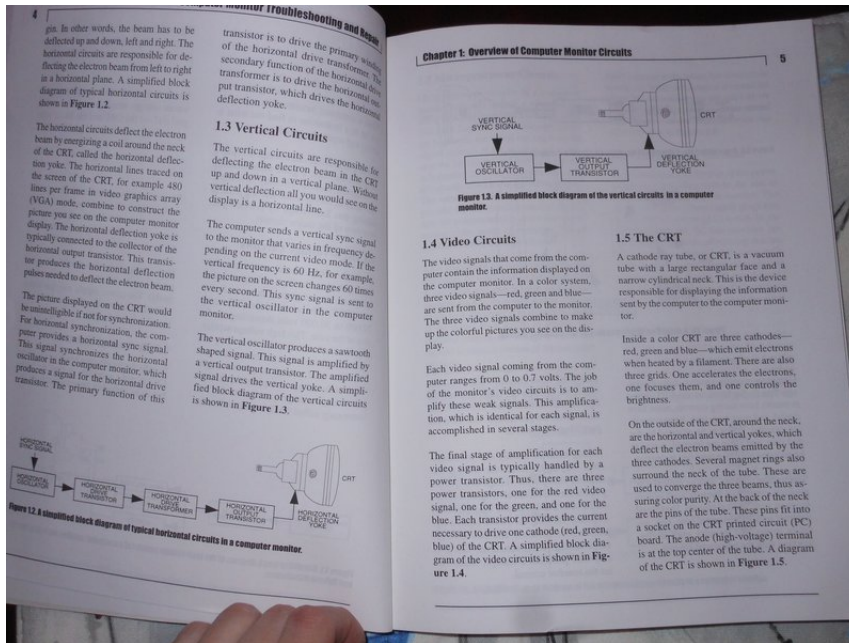 4
Computer Monitor Troubleshooting and Repair
gin. In other words, the beam has to be
deflected up and down, left and right. The
horizontal circuits are responsible for de-
flecting the electron beam from left to right
in a horizontal plane. A simplified block
diagram of typical horizontal circuits is
shown in Figure 1.2.
The horizontal circuits deflect the electron
beam by energizing a coil around the neck
of the CRT, called the horizontal deflec-
tion yoke. The horizontal lines traced on
the screen of the CRT, for example 480
lines per frame in video graphics array
(VGA) mode, combine to construct the
picture you see on the computer monitor
display. The horizontal deflection yoke is
typically connected to the collector of the
horizontal output transistor. This transis-
tor produces the horizontal deflection
pulses needed to deflect the electron beam.
The picture displayed on the CRT would
be unintelligible if not for synchronization.
For horizontal synchronization, the com-
puter provides a horizontal sync signal.
This signal synchronizes the horizontal
oscillator in the computer monitor, which
produces a signal for the horizontal drive
transistor. The primary function of this
transistor is to drive the primary winding
of the horizontal drive transformer. The
secondary function of the horizontal drive
transformer is to drive the horizontal out-
put transistor, which drives the horizontal
deflection yoke.
1.3 Vertical Circuits
The vertical circuits are responsible for
deflecting the electron beam in the CRT
up and down in a vertical plane. Without
vertical deflection all you would see on the
display is a horizontal line.
The computer sends a vertical sync signal
to the monitor that varies in frequency de-
pending on the current video mode. If the
vertical frequency is 60 Hz, for example,
the picture on the screen changes 60 times
every second. This sync signal is sent to
the vertical oscillator in the computer
monitor.
The vertical oscillator produces a sawtooth
shaped signal. This signal is amplified by
a vertical output transistor. The amplified
signal drives the vertical yoke. A simpli-
fied block diagram of the vertical circuits
is shown in Figure 1.3.
HORIZONTAL
SYNC SIGNAL
HORIZONTAL
OSCILLATOR
HORIZONTAL
DRIVE
TRANSISTOR
HORIZONTAL
DRIVE
TRANSFORMER
HORIZONTAL
OUTPUT
TRANSISTOR
HORIZONTAL
DEFLECTION
YOKE
CRT
Figure 1.2. A simplified block diagram of typical horizontal circuits in a computer monitor.
Chapter 1: Overview of Computer Monitor Circuits
5
VERTICAL
SYNC SIGNAL
VERTICAL
OSCILLATOR
VERTICAL
OUTPUT
TRANSISTOR
VERTICAL
DEFLECTION
YOKE
CRT
Figure 1.3. A simplified block diagram of the vertical circuits in a computer
monitor.
1.4 Video Circuits
The video signals that come from the com-
puter contain the information displayed on
the computer monitor. In a color system,
three video signals—red, green and blue—
are sent from the computer to the monitor.
The three video signals combine to make
up the colorful pictures you see on the dis-
play.
Each video signal coming from the com-
puter ranges from 0 to 0.7 volts. The job
of the monitor's video circuits is to am-
plify these weak signals. This amplifica-
tion, which is identical for each signal, is
accomplished in several stages.
The final stage of amplification for each
video signal is typically handled by a
power transistor. Thus, there are three
power transistors, one for the red video
signal, one for the green, and one for the
blue. Each transistor provides the current
necessary to drive one cathode (red, green,
blue) of the CRT. A simplified block dia-
gram of the video circuits is shown in Fig-
ure 1.4.
1.5 The CRT
A cathode ray tube, or CRT, is a vacuum
tube with a large rectangular face and a
narrow cylindrical neck. This is the device
responsible for displaying the information
sent by the computer to the computer moni-
tor.
Inside a color CRT are three cathodes—
red, green and blue—which emit electrons
when heated by a filament. There are also
three grids. One accelerates the electrons,
one focuses them, and one controls the
brightness.
On the outside of the CRT, around the neck,
are the horizontal and vertical yokes, which
deflect the electron beams emitted by the
three cathodes. Several magnet rings also
surround the neck of the tube. These are
used to converge the three beams, thus as-
suring color purity. At the back of the neck
are the pins of the tube. These pins fit into
a socket on the CRT printed circuit (PC)
board. The anode (high-voltage) terminal
is at the top center of the tube. A diagram
of the CRT is shown in Figure 1.5.